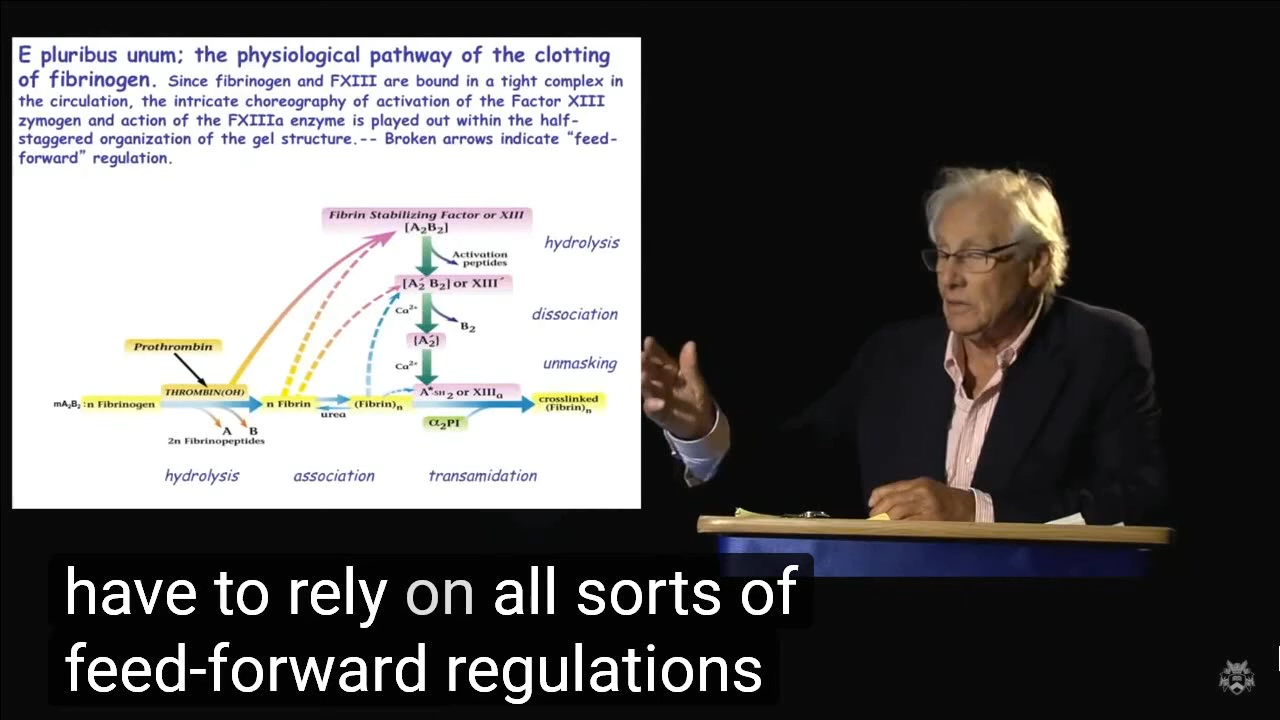 E pluribus unum; the physiological pathway of the clotting
of fibrinogen. Since fibrinogen and FXIII are bound in a tight complex in
the circulation, the intricate choreography of activation of the Factor XIII
zymogen and action of the FXIIIa enzyme is played out within the half-
staggered organization of the gel structure.-- Broken arrows indicate “feed-
forward” regulation.
Fibrin Stabilizing Factor or XIII
[A₂B₂]
hydrolysis
Activation
peptides
[A₂′ B₂] or XIII′
Ca²⁺
B₂
dissociation
[A₂′]
Ca²⁺
unmasking
Prothrombin
THROMBIN(OH)
mA₂B₂:n Fibrinogen
n Fibrin
urea
(Fibrin)ₙ
A*-SH₂ or XIIIₐ
crosslinked
(Fibrin)ₙ
α₂PI
A B
2n Fibrinopeptides
hydrolysis association transamidation
have to rely on all sorts of
feed-forward regulations